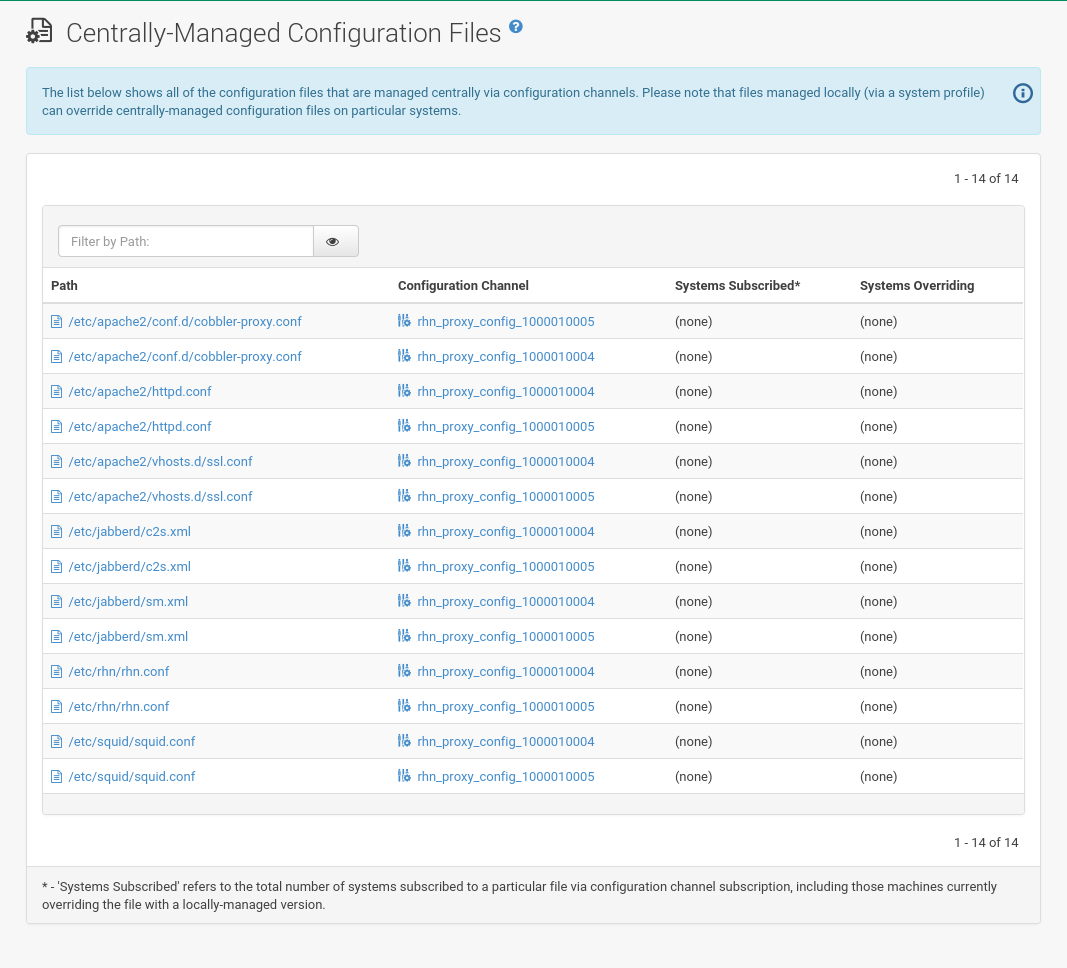 Centrally-Managed Configuration Files ?
The list below shows all of the configuration files that are managed centrally via configuration channels. Please note that files managed locally (via a system profile)
can override centrally-managed configuration files on particular systems.
1 - 14 of 14
Filter by Path:
Path Configuration Channel Systems Subscribed* Systems Overriding
/etc/apache2/conf.d/cobbler-proxy.conf rhn_proxy_config_1000010005 (none) (none)
/etc/apache2/conf.d/cobbler-proxy.conf rhn_proxy_config_1000010004 (none) (none)
/etc/apache2/httpd.conf rhn_proxy_config_1000010004 (none) (none)
/etc/apache2/httpd.conf rhn_proxy_config_1000010005 (none) (none)
/etc/apache2/vhosts.d/ssl.conf rhn_proxy_config_1000010004 (none) (none)
/etc/apache2/vhosts.d/ssl.conf rhn_proxy_config_1000010005 (none) (none)
/etc/jabberd/c2s.xml rhn_proxy_config_1000010004 (none) (none)
/etc/jabberd/c2s.xml rhn_proxy_config_1000010005 (none) (none)
/etc/jabberd/sm.xml rhn_proxy_config_1000010004 (none) (none)
/etc/jabberd/sm.xml rhn_proxy_config_1000010005 (none) (none)
/etc/rhn/rhn.conf rhn_proxy_config_1000010004 (none) (none)
/etc/rhn/rhn.conf rhn_proxy_config_1000010005 (none) (none)
/etc/squid/squid.conf rhn_proxy_config_1000010004 (none) (none)
/etc/squid/squid.conf rhn_proxy_config_1000010005 (none) (none)
1 - 14 of 14
* - 'Systems Subscribed' refers to the total number of systems subscribed to a particular file via configuration channel subscription, including those machines currently
overriding the file with a locally-managed version.